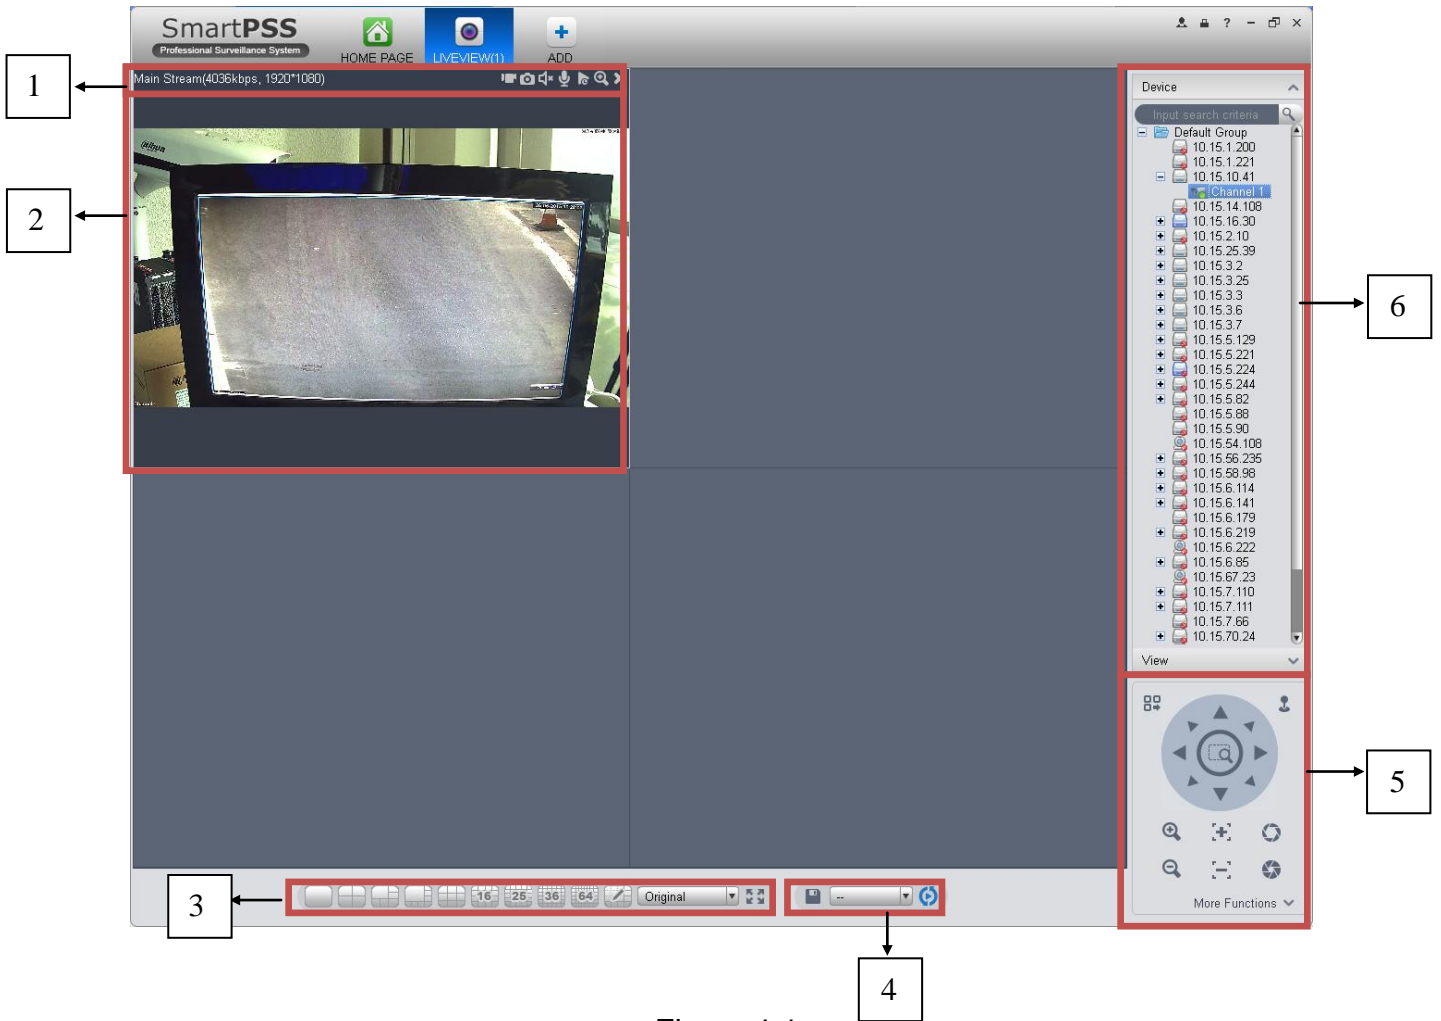 SmartPSS
Professional Surveillance System
HOME PAGE
LIVEVIEW(1)
ADD
?
1
Main Stream(4036kbps, 1920*1080)
2
alhua
Device
Input search criteria
Default Group
10.15.1.200
10.15.1.221
10.15.10.41
Channel 1
10.15.14.108
10.15.16.30
10.15.2.10
10.15.25.39
10.15.3.2
10.15.3.25
10.15.3.3
10.15.3.6
10.15.3.7
10.15.5.129
10.15.5.221
10.15.5.224
10.15.5.244
10.15.5.82
10.15.5.88
10.15.5.90
10.15.54.108
10.15.56.235
10.15.58.98
10.15.6.114
10.15.6.141
10.15.6.179
10.15.6.219
10.15.6.222
10.15.6.85
10.15.67.23
10.15.7.110
10.15.7.111
10.15.7.66
10.15.70.24
View
6
5
More Functions
3
16 25 36 64 Original
--
4